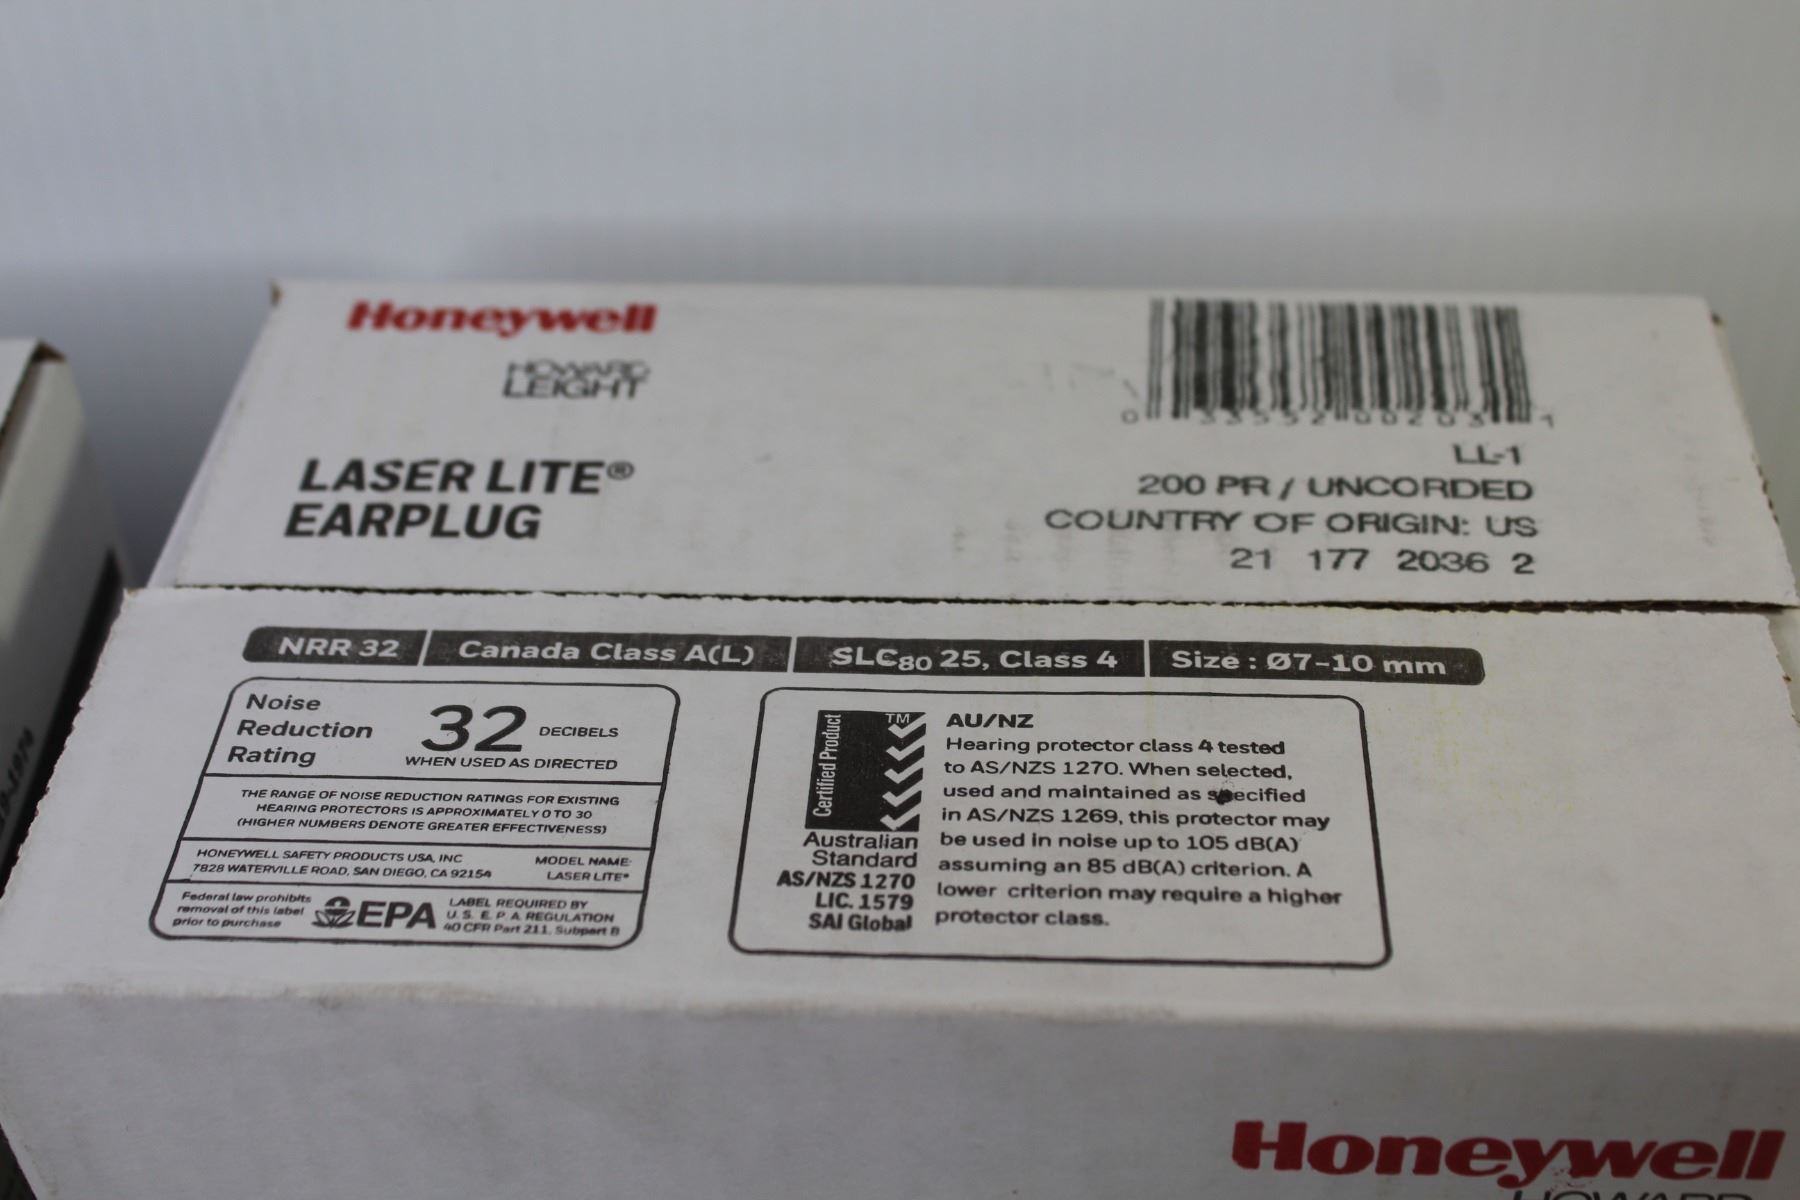 Honeywell
HOWARD
LEIGHT
LASER LITE®
EARPLUG
0 33552 00203 1
LL-1
200 PR / UNCORDED
COUNTRY OF ORIGIN: US
21 177 2036 2
NRR 32
Canada Class A(L)
SLC80 25, Class 4
Size : Ø7-10 mm
Noise
Reduction
Rating
32 DECIBELS
WHEN USED AS DIRECTED
THE RANGE OF NOISE REDUCTION RATINGS FOR EXISTING
HEARING PROTECTORS IS APPROXIMATELY 0 TO 30
(HIGHER NUMBERS DENOTE GREATER EFFECTIVENESS)
HONEYWELL SAFETY PRODUCTS USA, INC
7828 WATERVILLE ROAD, SAN DIEGO, CA 92154
MODEL NAME:
LASER LITE®
Federal law prohibits
removal of this label
prior to purchase
EPA
LABEL REQUIRED BY
U. S. E. P. A. REGULATION
40 CFR Part 211, Subpart B
Certified Product
TM
Australian
Standard
AS/NZS 1270
LIC. 1579
SAI Global
AU/NZ
Hearing protector class 4 tested
to AS/NZS 1270. When selected,
used and maintained as specified
in AS/NZS 1269, this protector may
be used in noise up to 105 dB(A)
assuming an 85 dB(A) criterion. A
lower criterion may require a higher
protector class.
Honeywell
HOWARD